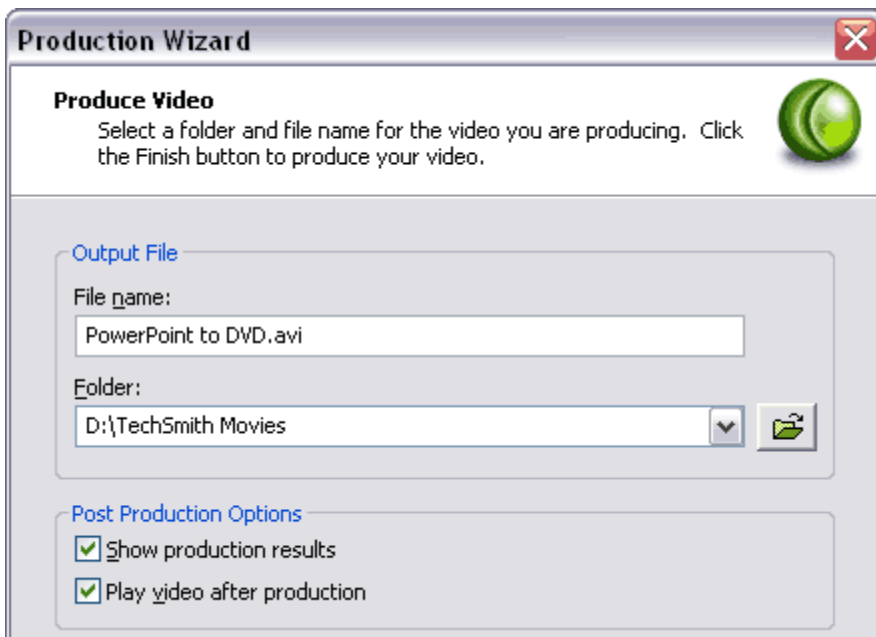 Production Wizard
Produce Video
Select a folder and file name for the video you are producing. Click
the Finish button to produce your video.
Output File
File name:
PowerPoint to DVD.avi
Folder:
D:\TechSmith Movies
Post Production Options
Show production results
Play video after production